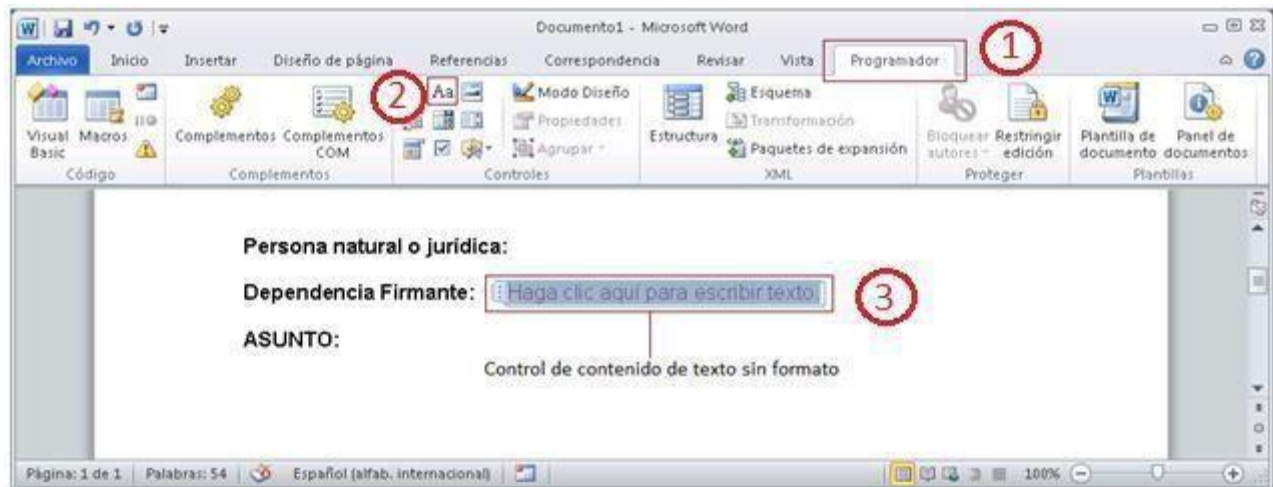 Documento1 - Microsoft Word
Archivo Inicio Insertar Diseño de página Referencias Correspondencia Revisar Vista Programador
1
2
Aa
Visual Basic
Macros
Complementos
Complementos COM
Modo Diseño
Propiedades
Agrupar
Estructura
Esquema
Transformación
Paquetes de expansión
Bloquear autores
Restringir edición
Plantilla de documento
Panel de documentos
Código Complementos Controles XML Proteger Plantillas
Persona natural o jurídica:
Dependencia Firmante: Haga clic aquí para escribir texto.
3
ASUNTO:
Control de contenido de texto sin formato
Página: 1 de 1 Palabras: 54 Español (alfab. internacional) 100%